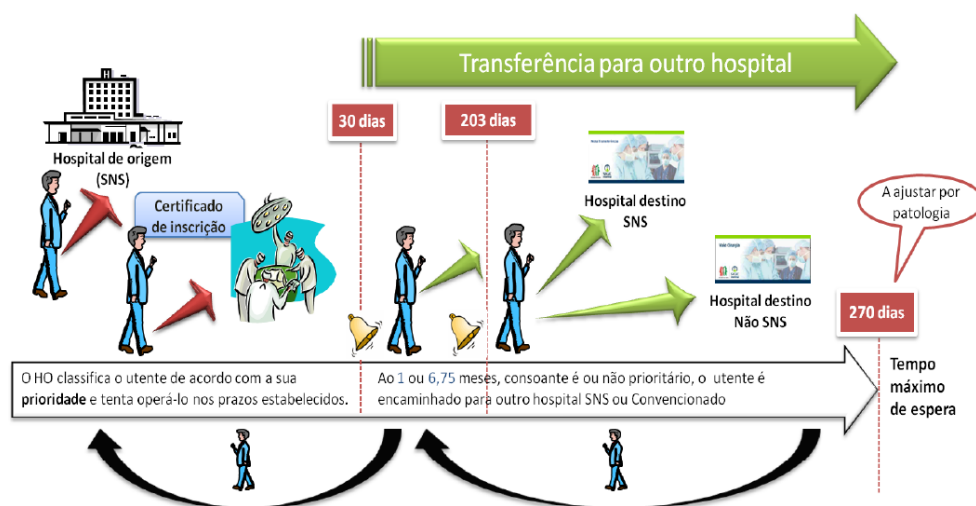 Transferência para outro hospital
30 dias
203 dias
Hospital de origem
(SNS)
Certificado
de inscrição
Hospital destino
SNS
A ajustar por
patologia
Hospital destino
Não SNS
270 dias
O HO classifica o utente de acordo com a sua
prioridade e tenta operá-lo nos prazos estabelecidos.
Ao 1 ou 6,75 meses, consoante é ou não prioritário, o utente é
encaminhado para outro hospital SNS ou Convencionado
Tempo
máximo
de espera